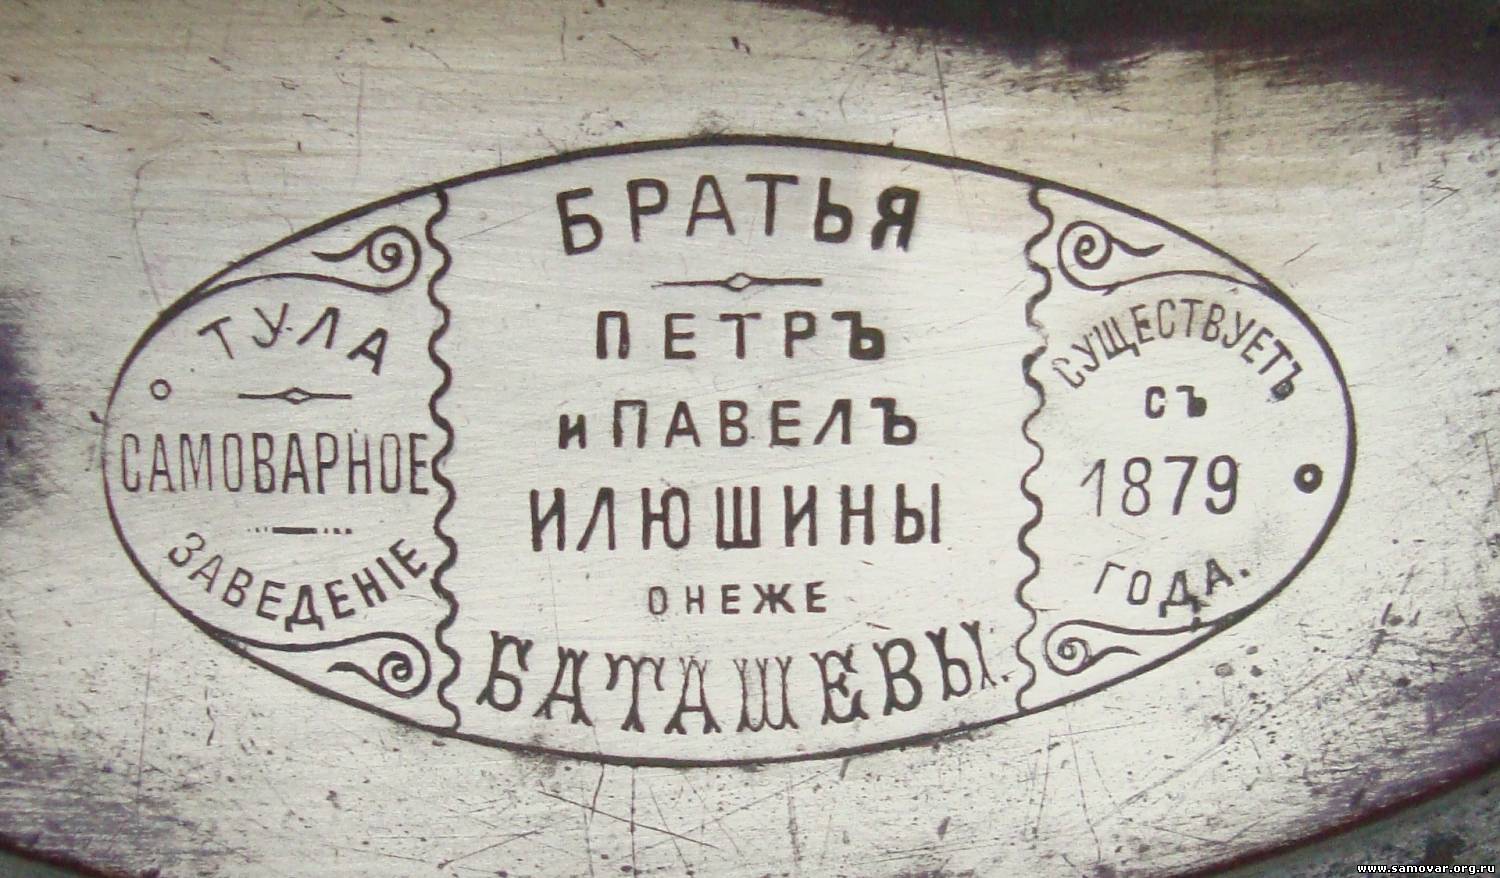 ТУЛА
САМОВАРНОЕ
ЗАВЕДЕНIЕ
БРАТЬЯ
ПЕТРЪ
и ПАВЕЛЪ
ИЛЮШИНЫ
ОНЕЖЕ
БАТАШЕВЫ.
СУЩЕСТВУЕТЪ
СЪ
1879
ГОДА.
www.samovar.org.ru